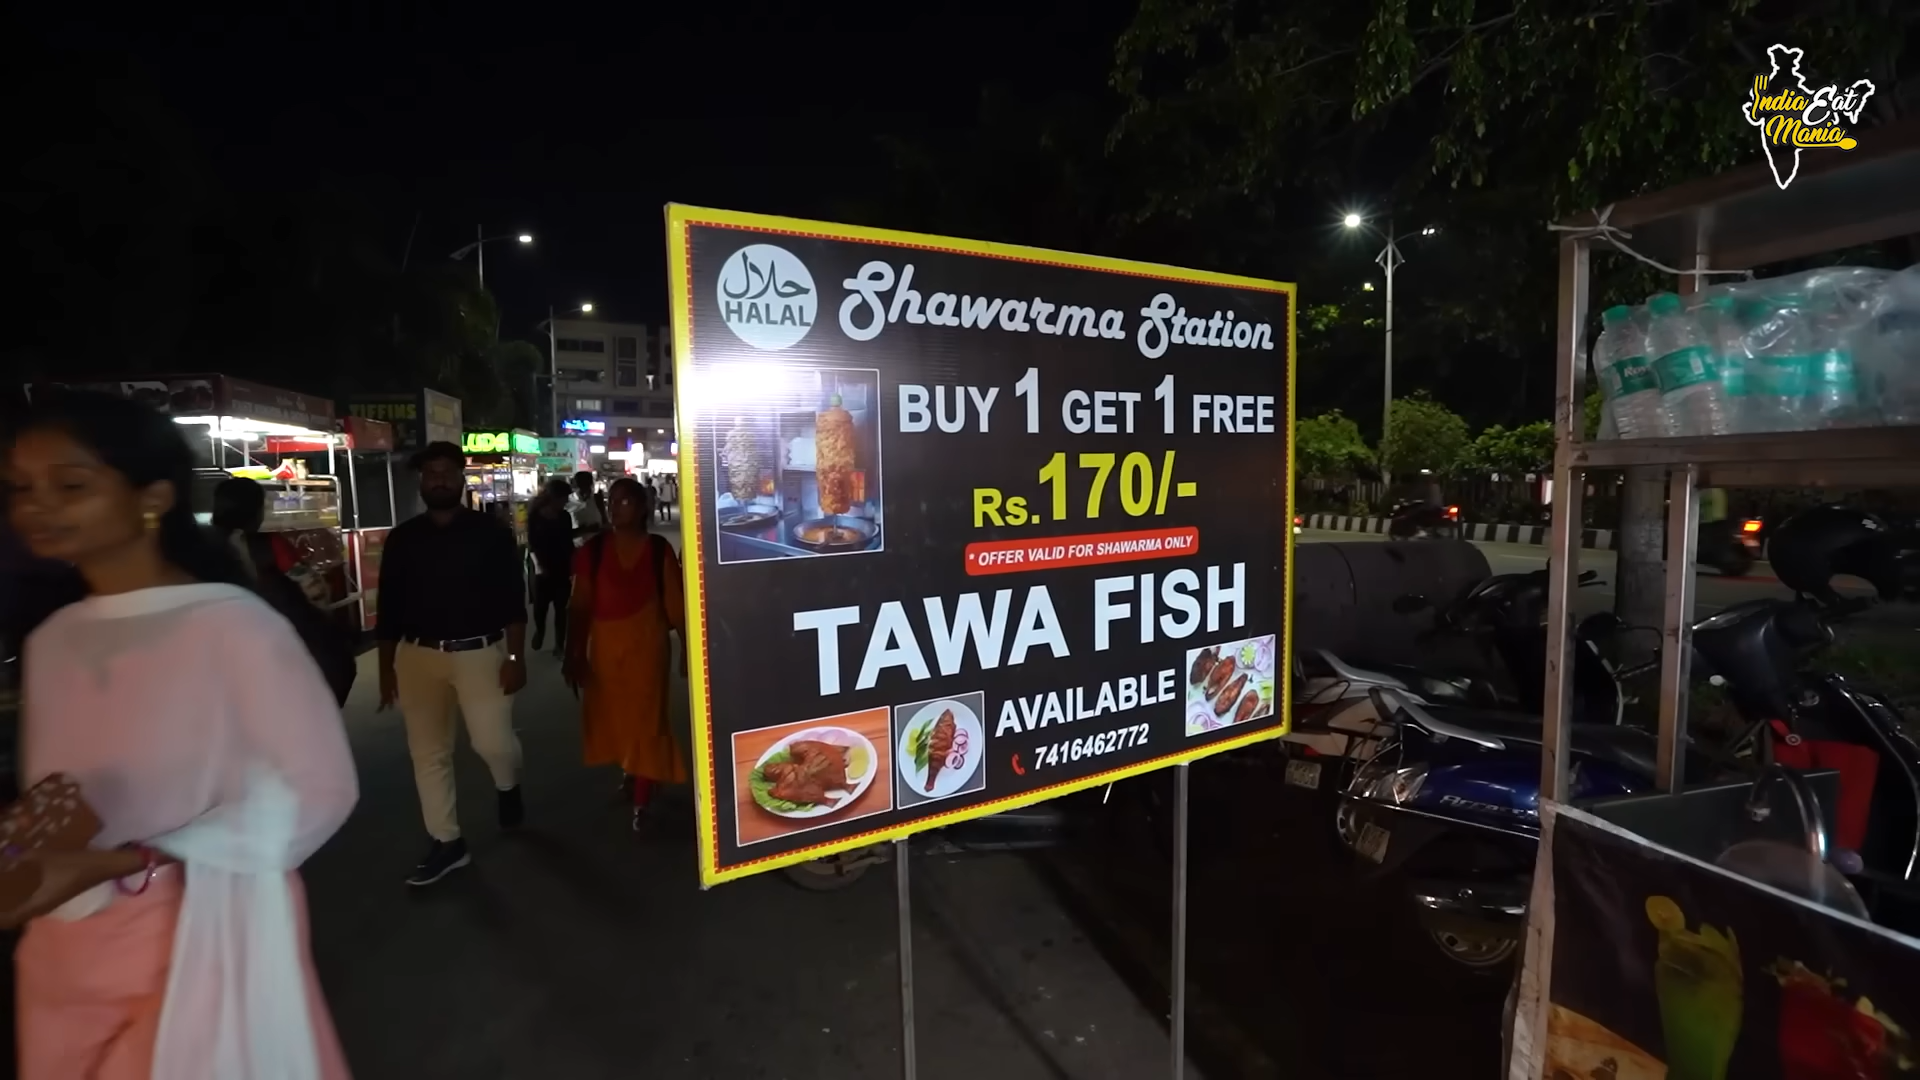 India Eat
Mania
حلال
HALAL
Shawarma Station
BUY 1 GET 1 FREE
Rs.170/-
* OFFER VALID FOR SHAWARMA ONLY
TAWA FISH
AVAILABLE
7416462772
TIFFINS
LUDA